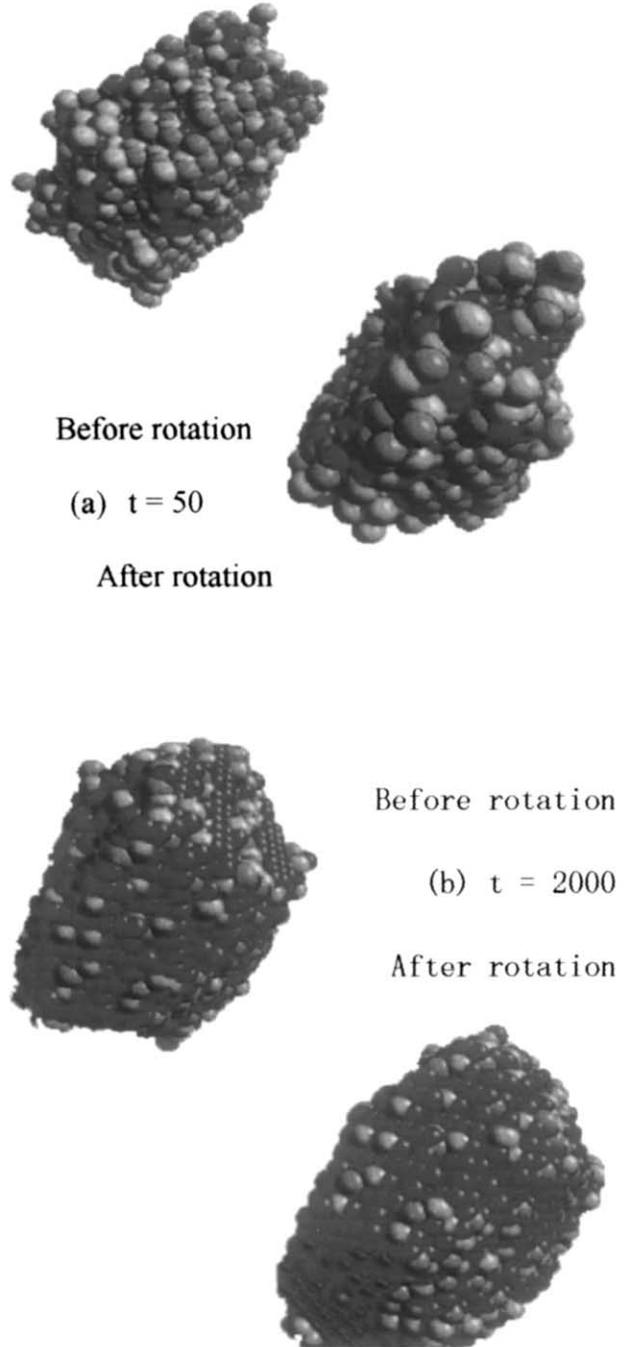 Before rotation
(a) t = 50
After rotation
Before rotation
(b) t = 2000
After rotation